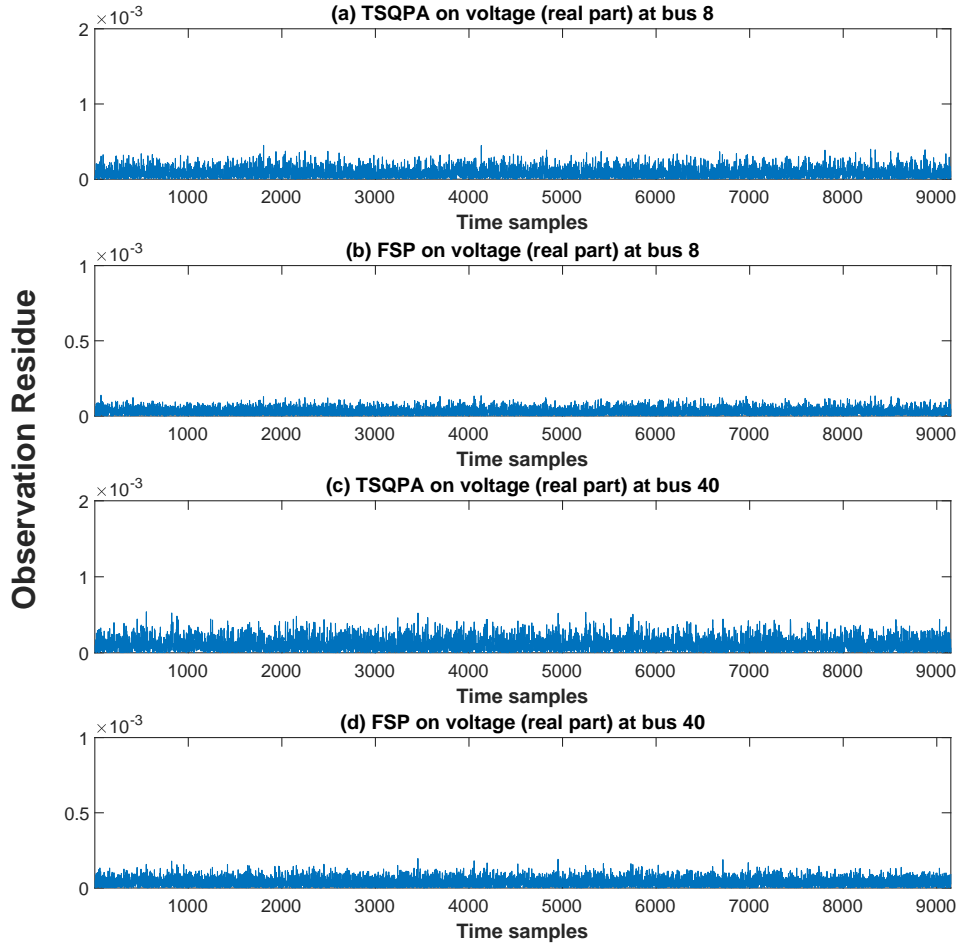 (a) TSQPA on voltage (real part) at bus 8
×10-3
2
1
0
1000 2000 3000 4000 5000 6000 7000 8000 9000
Time samples
(b) FSP on voltage (real part) at bus 8
×10-3
1
0.5
0
1000 2000 3000 4000 5000 6000 7000 8000 9000
Time samples
Observation Residue
(c) TSQPA on voltage (real part) at bus 40
×10-3
2
1
0
1000 2000 3000 4000 5000 6000 7000 8000 9000
Time samples
(d) FSP on voltage (real part) at bus 40
×10-3
1
0.5
0
1000 2000 3000 4000 5000 6000 7000 8000 9000
Time samples